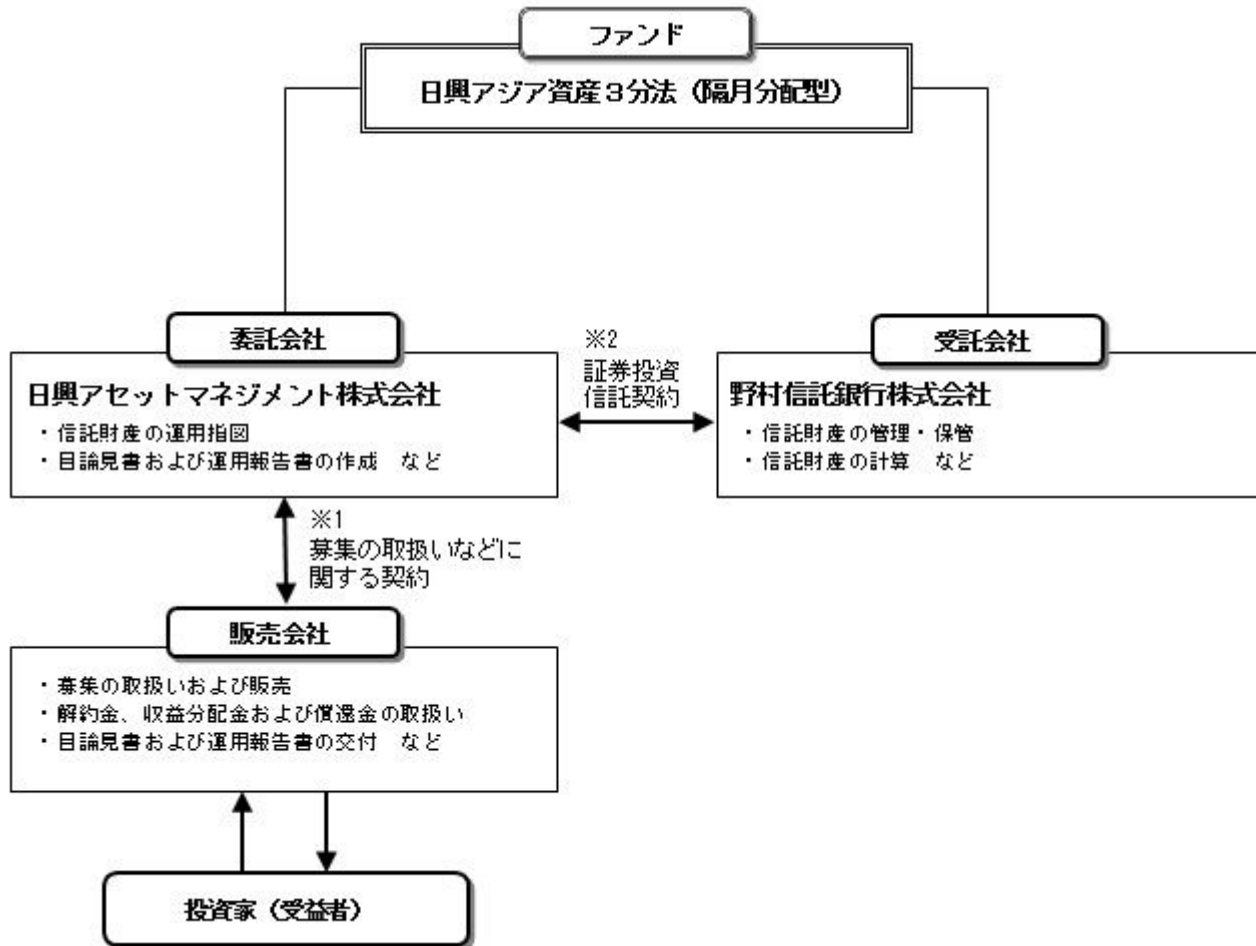 ファンド
日興アジア資産３分法（隔月分配型）
委託会社
日興アセットマネジメント株式会社
・信託財産の運用指図
・目論見書および運用報告書の作成　など
※2
証券投資
信託契約
受託会社
野村信託銀行株式会社
・信託財産の管理・保管
・信託財産の計算　など
※1
募集の取扱いなどに
関する契約
販売会社
・募集の取扱いおよび販売
・解約金、収益分配金および償還金の取扱い
・目論見書および運用報告書の交付　など
投資家（受益者）